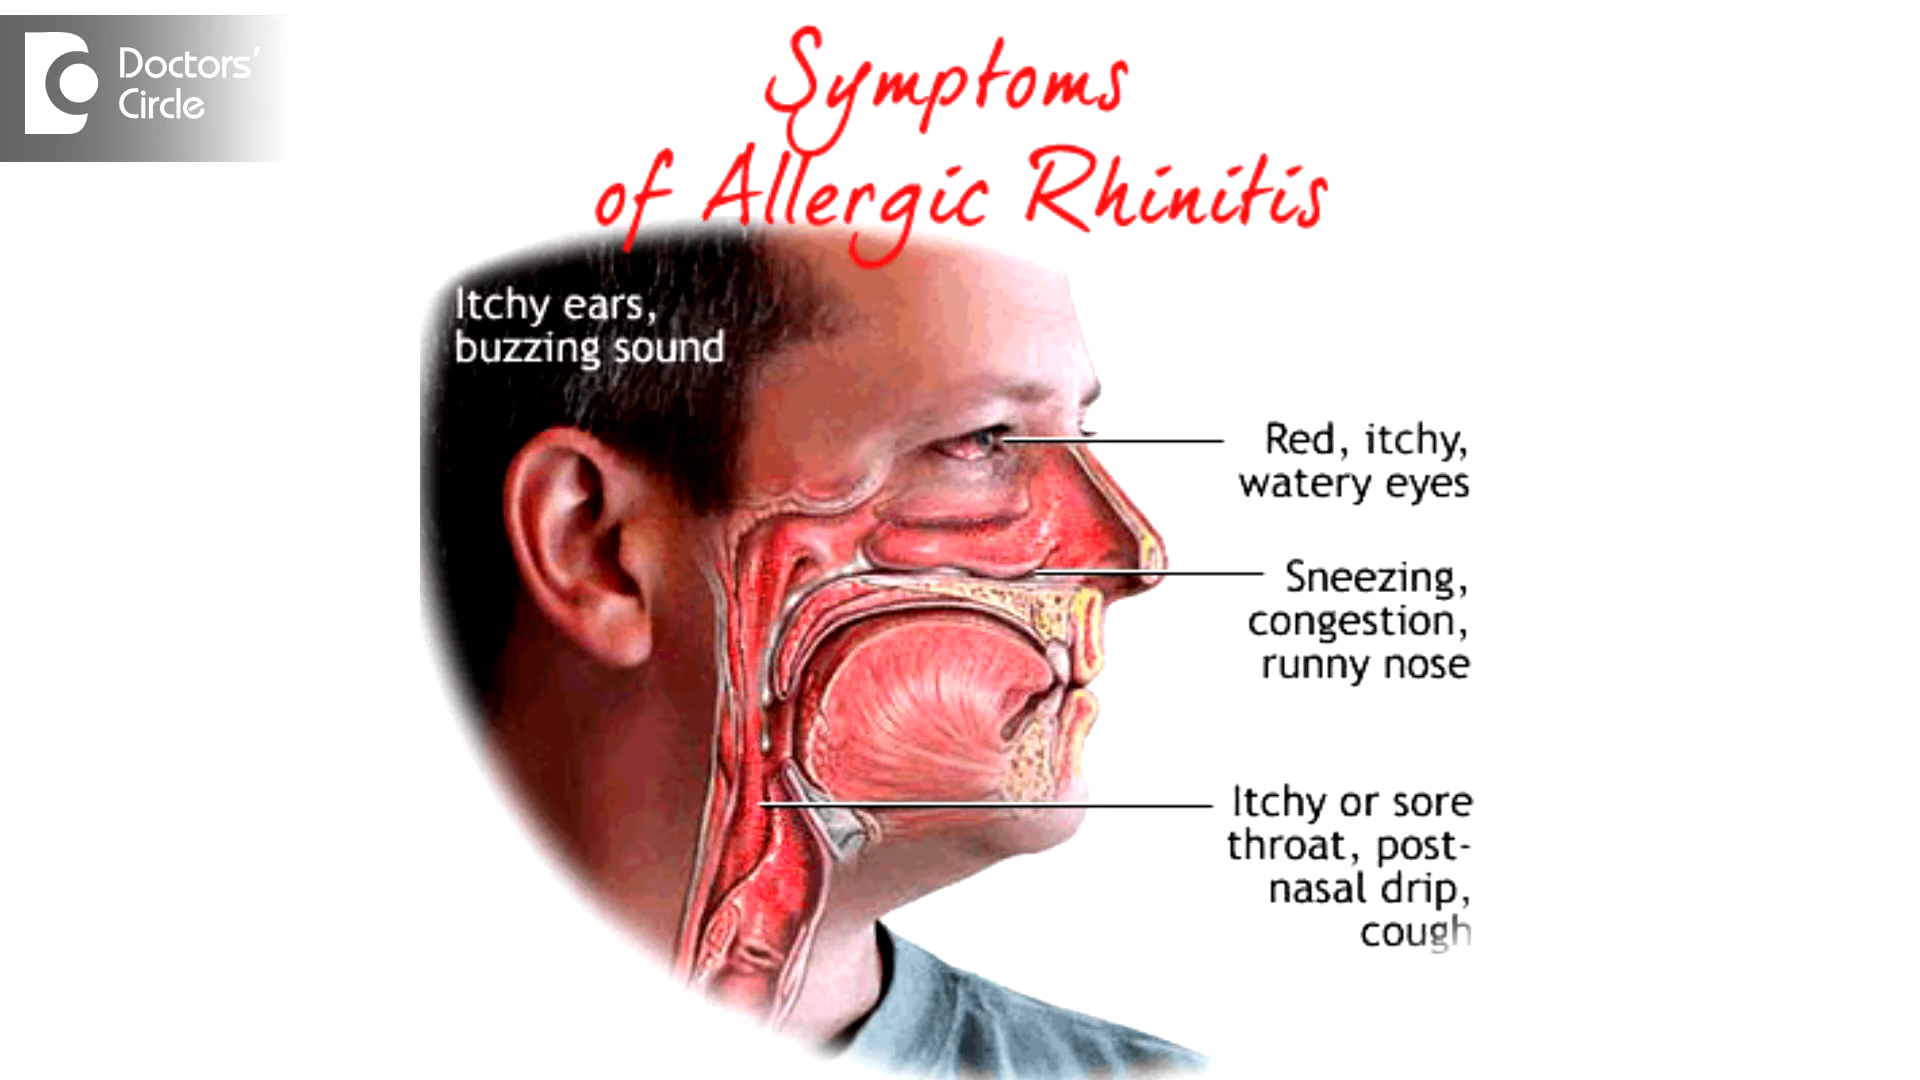 Doctors'
Circle
Symptoms
of Allergic Rhinitis
Itchy ears,
buzzing sound
Red, itchy,
watery eyes
Sneezing,
congestion,
runny nose
Itchy or sore
throat, post-
nasal drip,
cough